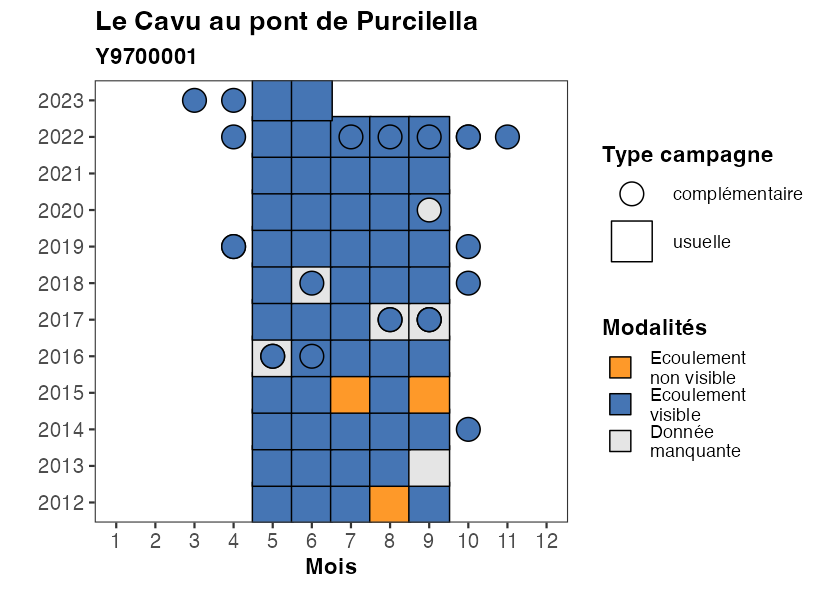 Le Cavu au pont de Purcilella
Y9700001
2023
2022
2021
2020
2019
2018
2017
2016
2015
2014
2013
2012
1 2 3 4 5 6 7 8 9 10 11 12
Mois
Type campagne
complémentaire
usuelle
Modalités
Ecoulement
non visible
Ecoulement
visible
Donnée
manquante